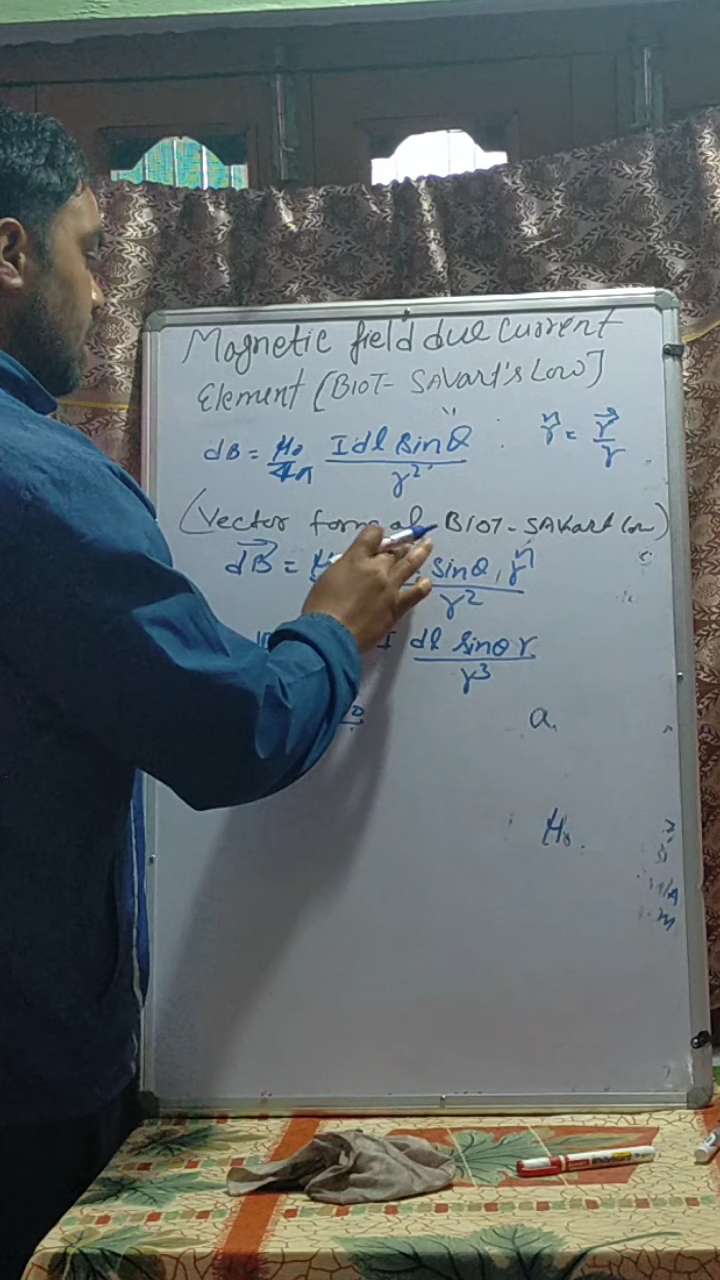 Magnetic field due current
Element [BIOT- SAvart's Low]
dB = μ0/4π Idl sinθ/r² r̂ = r⃗/r
(Vector form of BIOT-SAvart Low)
dB⃗ = sinθ, r̂/r²
I dl sinθ r/r³
a.
μ0.